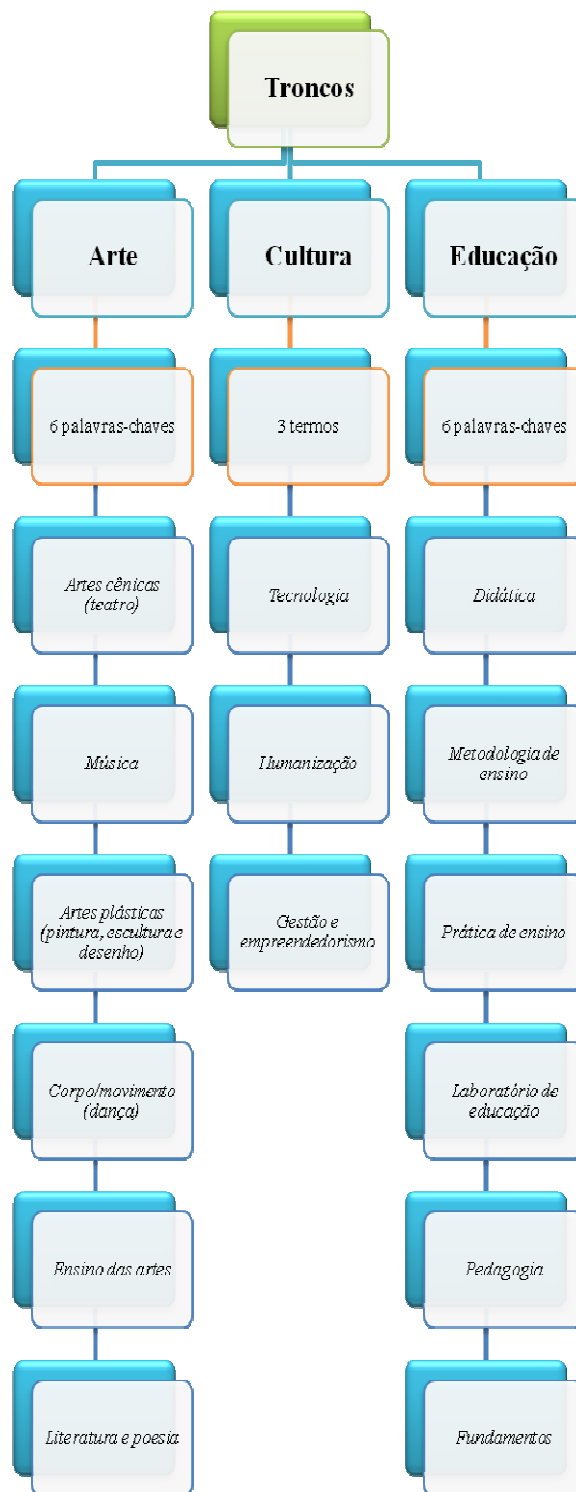 Troncos
Arte
Cultura
Educação
6 palavras-chaves
3 termos
6 palavras-chaves
Artes cênicas
(teatro)
Tecnologia
Didática
Música
Humanização
Metodologia de
ensino
Artes plásticas
(pintura, escultura e
desenho)
Gestão e
empreendedorismo
Prática de ensino
Corpo/movimento
(dança)
Laboratório de
educação
Ensino das artes
Pedagogia
Literatura e poesia
Fundamentos